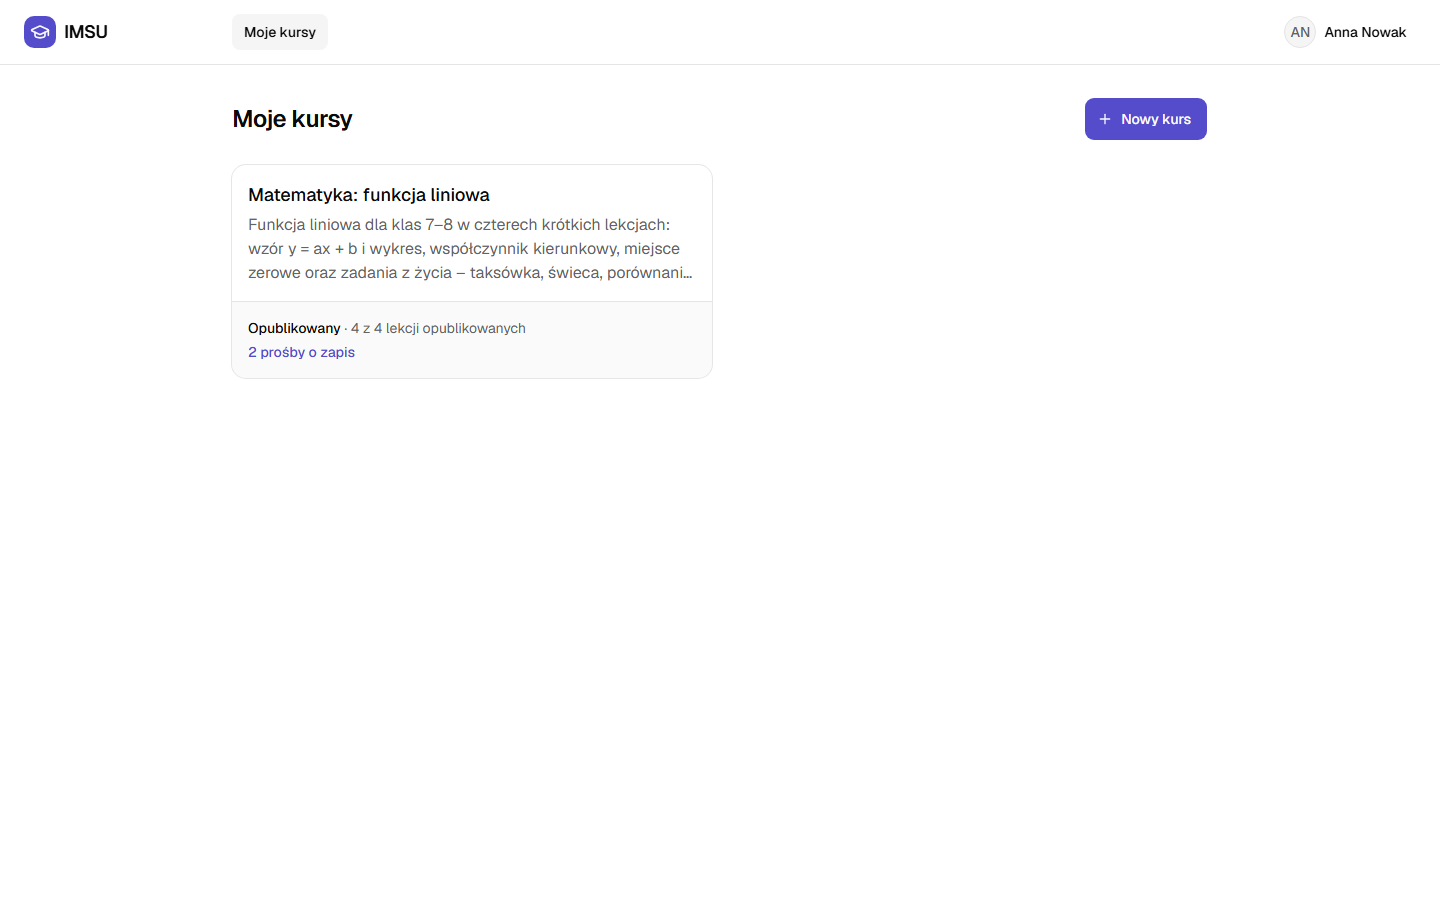 IMSU
Moje kursy
AN
Anna Nowak
Moje kursy
Nowy kurs
Matematyka: funkcja liniowa
Funkcja liniowa dla klas 7–8 w czterech krótkich lekcjach:
wzór y = ax + b i wykres, współczynnik kierunkowy, miejsce
zerowe oraz zadania z życia – taksówka, świeca, porównani...
Opublikowany · 4 z 4 lekcji opublikowanych
2 prośby o zapis